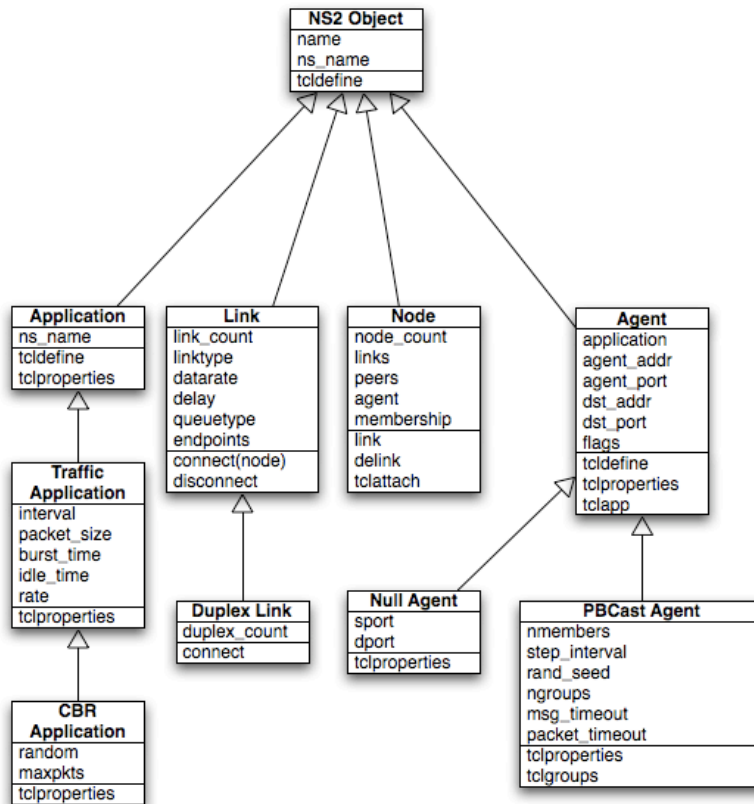 NS2 Object
name
ns_name
tcldefine
Application
ns_name
tcldefine
tclproperties
Link
link_count
linktype
datarate
delay
queuetype
endpoints
connect(node)
disconnect
Node
node_count
links
peers
agent
membership
link
delink
tclattach
Agent
application
agent_addr
agent_port
dst_addr
dst_port
flags
tcldefine
tclproperties
tclapp
Traffic
Application
interval
packet_size
burst_time
idle_time
rate
tclproperties
Duplex Link
duplex_count
connect
Null Agent
sport
dport
tclproperties
PBCast Agent
nmembers
step_interval
rand_seed
ngroups
msg_timeout
packet_timeout
tclproperties
tclgroups
CBR
Application
random
maxpkts
tclproperties